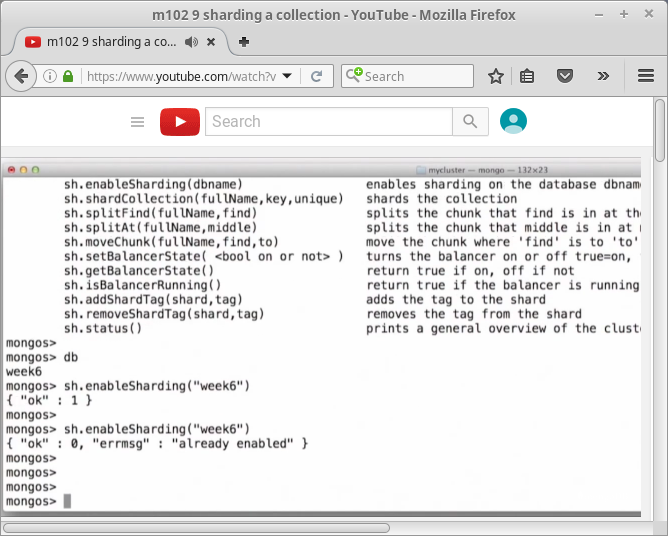 m102 9 sharding a collection - YouTube - Mozilla Firefox
m102 9 sharding a co...
https://www.youtube.com/watch?v
Search
Search
mycluster — mongo — 132×23
sh.enableSharding(dbname) enables sharding on the database dbname
sh.shardCollection(fullName,key,unique) shards the collection
sh.splitFind(fullName,find) splits the chunk that find is in at the
sh.splitAt(fullName,middle) splits the chunk that middle is in at
sh.moveChunk(fullName,find,to) move the chunk where 'find' is to 'to'
sh.setBalancerState( <bool on or not> ) turns the balancer on or off true=on,
sh.getBalancerState() return true if on, off if not
sh.isBalancerRunning() return true if the balancer is running
sh.addShardTag(shard,tag) adds the tag to the shard
sh.removeShardTag(shard,tag) removes the tag from the shard
sh.status() prints a general overview of the cluste
mongos>
mongos> db
week6
mongos> sh.enableSharding("week6")
{ "ok" : 1 }
mongos>
mongos> sh.enableSharding("week6")
{ "ok" : 0, "errmsg" : "already enabled" }
mongos>
mongos>
mongos>
mongos>